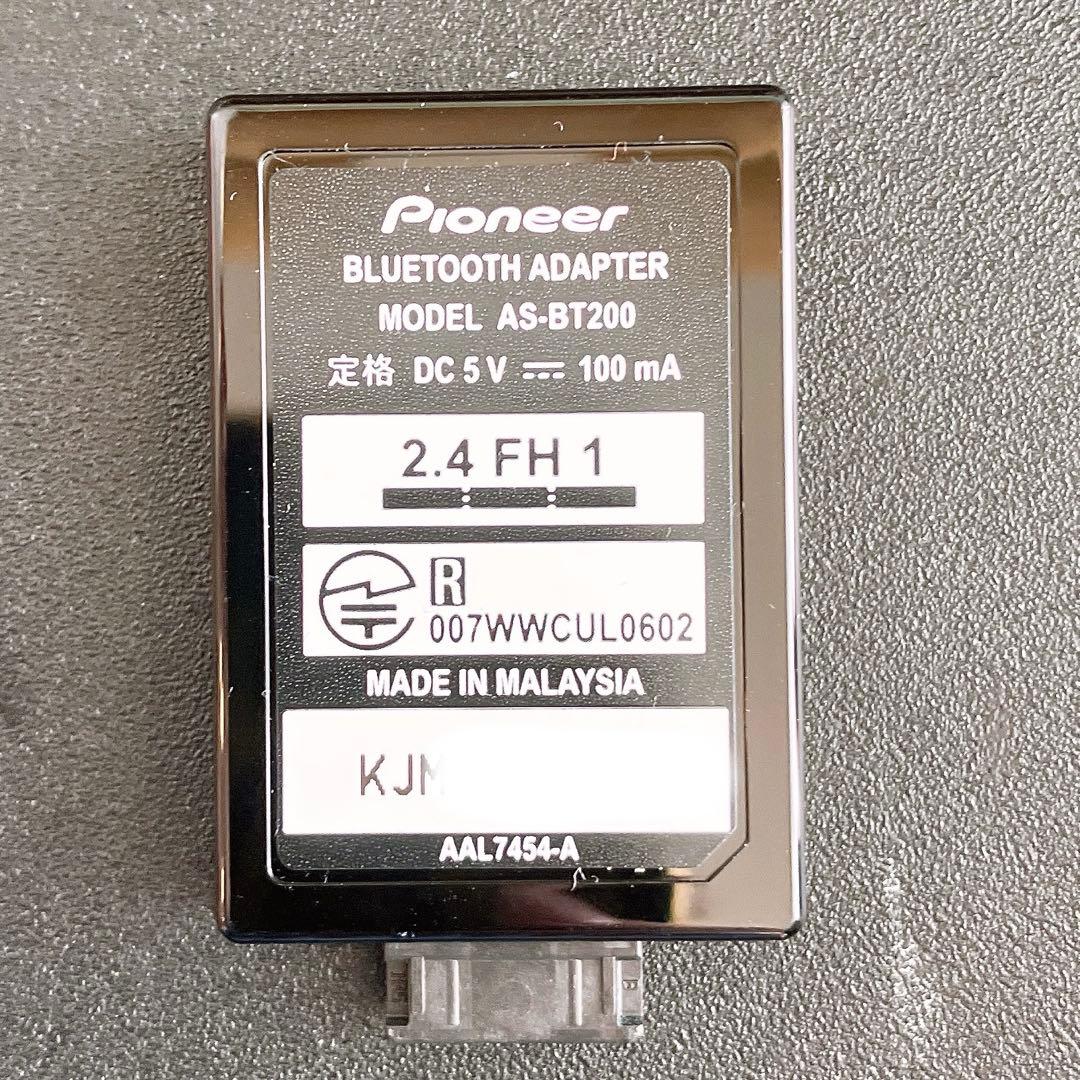 Pioneer
BLUETOOTH ADAPTER
MODEL AS-BT200
定格 DC 5 V ⎓ 100 mA
2.4 FH 1
R
007WWCUL0602
MADE IN MALAYSIA
KJM
AAL7454-A